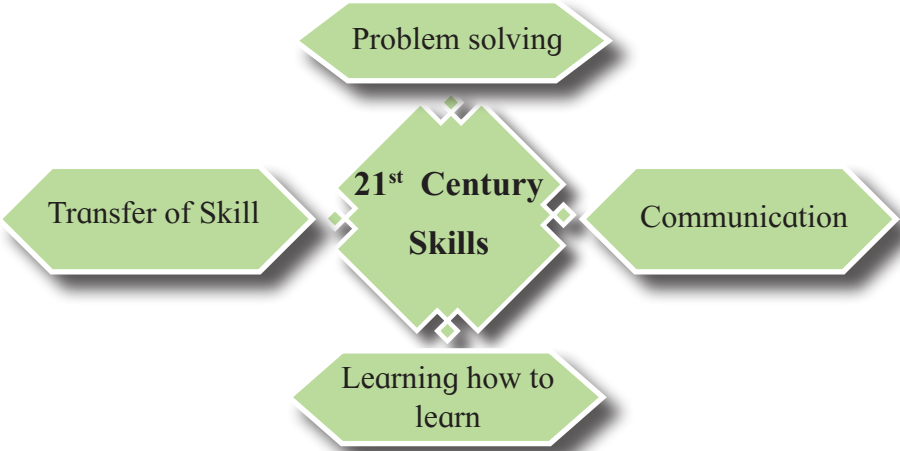 Problem solving
21st Century
Skills
Transfer of Skill
Communication
Learning how to
learn